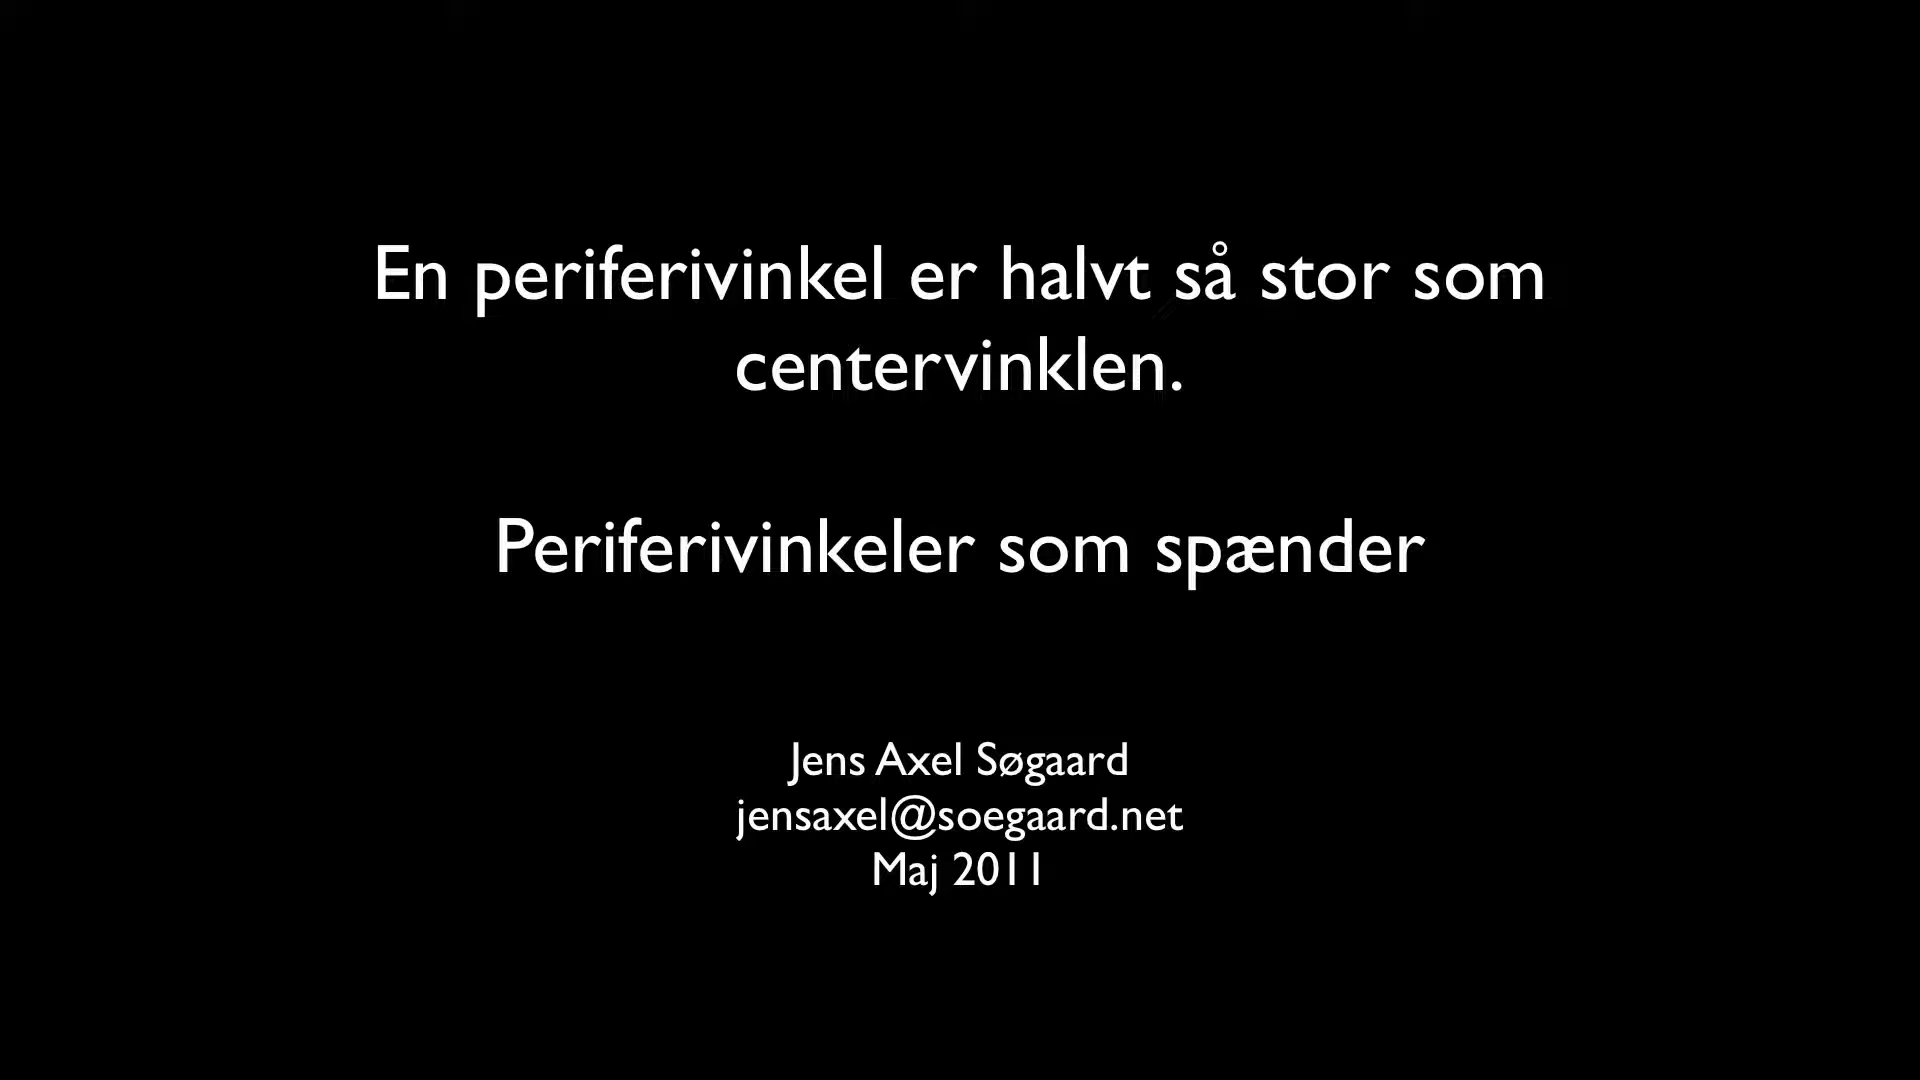 En periferivinkel er halvt så stor som
centervinklen.
Periferivinkeler som spænder
Jens Axel Søgaard
jensaxel@soegaard.net
Maj 2011